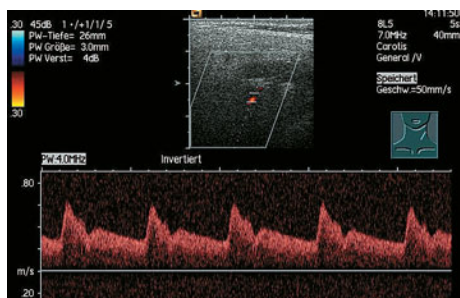 .30 45dB 1 ·/+1/1/ 5
PW-Tiefe= 26mm
PW Größe= 3.0mm
PW Verst= 4dB
.30
14:11:50
8L5 5s
7.0MHz 40mm
Carotis
General /V
Speichert
Geschw.=50mm/s
PW:4.0MHz Invertiert
.80
m/s
.20